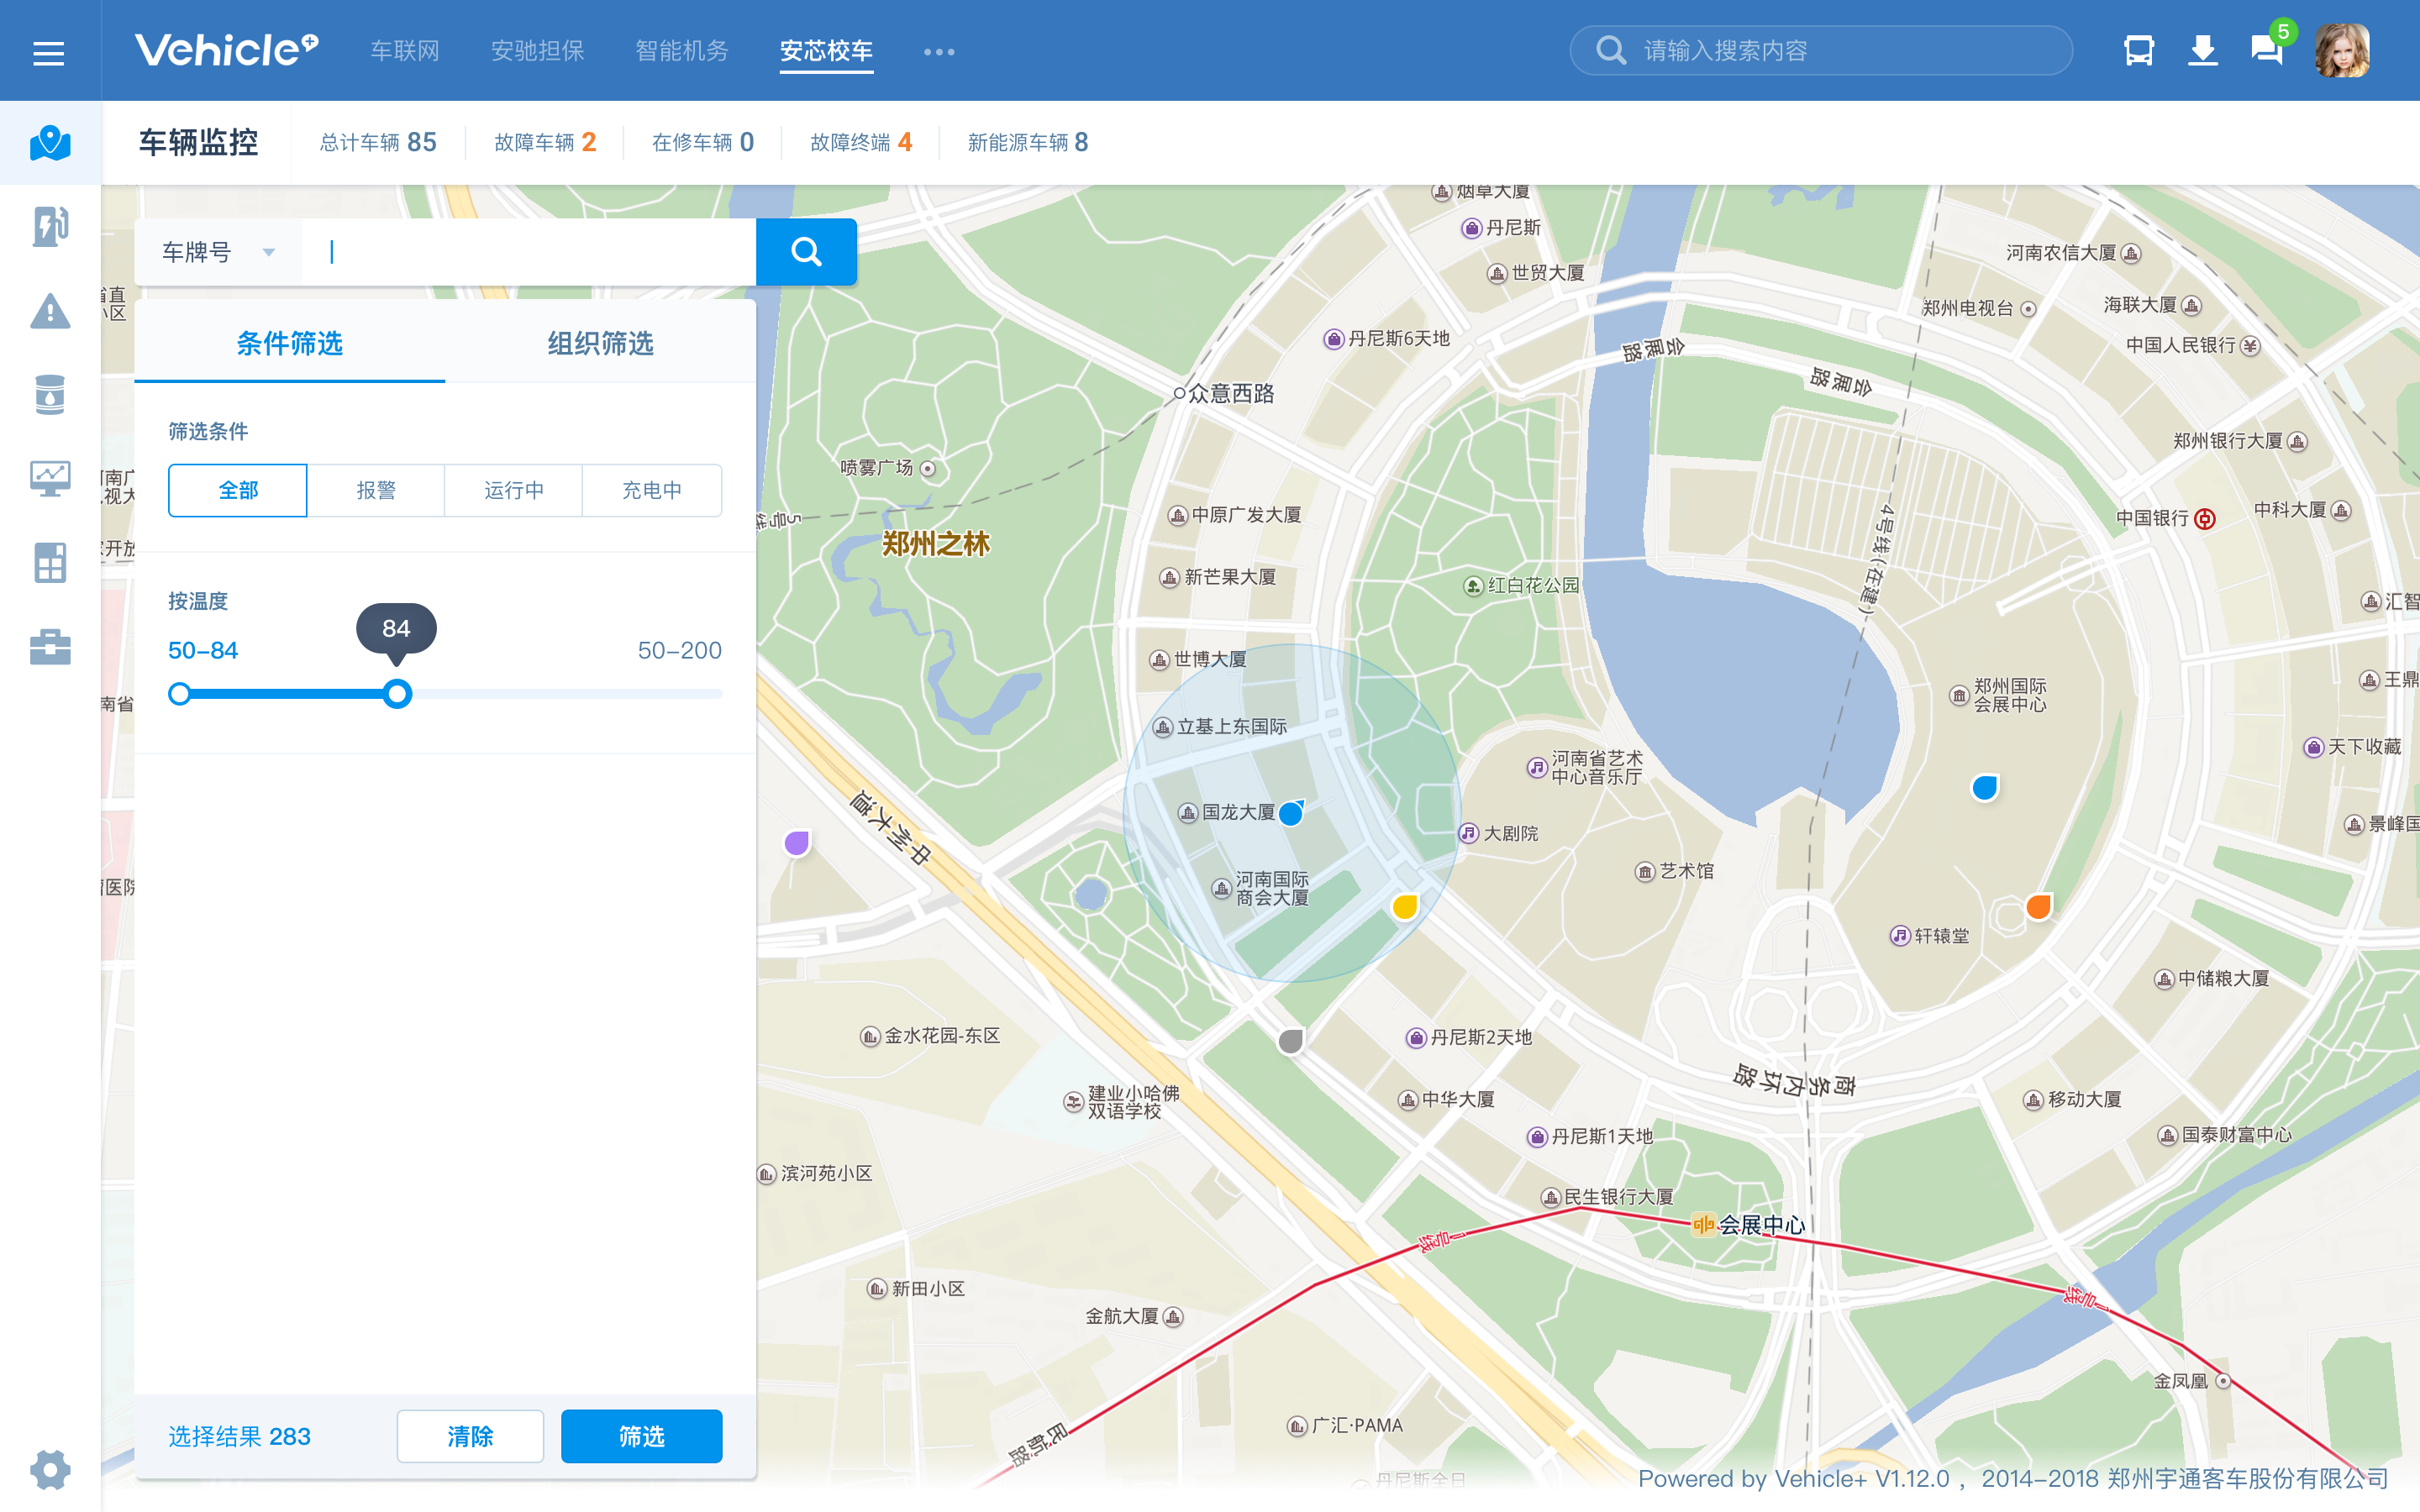 Vehicle+ 车联网 安驰担保 智能机务 安芯校车 ••• 请输入搜索内容 5
车辆监控 总计车辆 85 故障车辆 2 在修车辆 0 故障终端 4 新能源车辆 8
车牌号
条件筛选 组织筛选
筛选条件
全部 报警 运行中 充电中
按温度
84
50–84 50–200
选择结果 283 清除 筛选
烟草大厦
丹尼斯
世贸大厦
河南农信大厦
郑州电视台
海联大厦
丹尼斯6天地
会展路
中国人民银行
会展路
众意西路
郑州银行大厦
喷雾广场
5号线
中原广发大厦
4号线(在建)
中国银行
中科大厦
郑州之林
新芒果大厦
红白花公园
世博大厦
郑州国际
会展中心
立基上东国际
天下收藏
河南省艺术
中心音乐厅
国龙大厦
中兴大道
大剧院
艺术馆
河南国际
商会大厦
轩辕堂
中储粮大厦
金水花园-东区
丹尼斯2天地
商务内环路
建业小哈佛
双语学校
中华大厦
移动大厦
丹尼斯1天地
国泰财富中心
滨河苑小区
民生银行大厦
会展中心
1号线
新田小区
1号线
金航大厦
金凤凰
广汇·PAMA
民航路
丹尼斯全日
Powered by Vehicle+ V1.12.0 ，2014–2018 郑州宇通客车股份有限公司